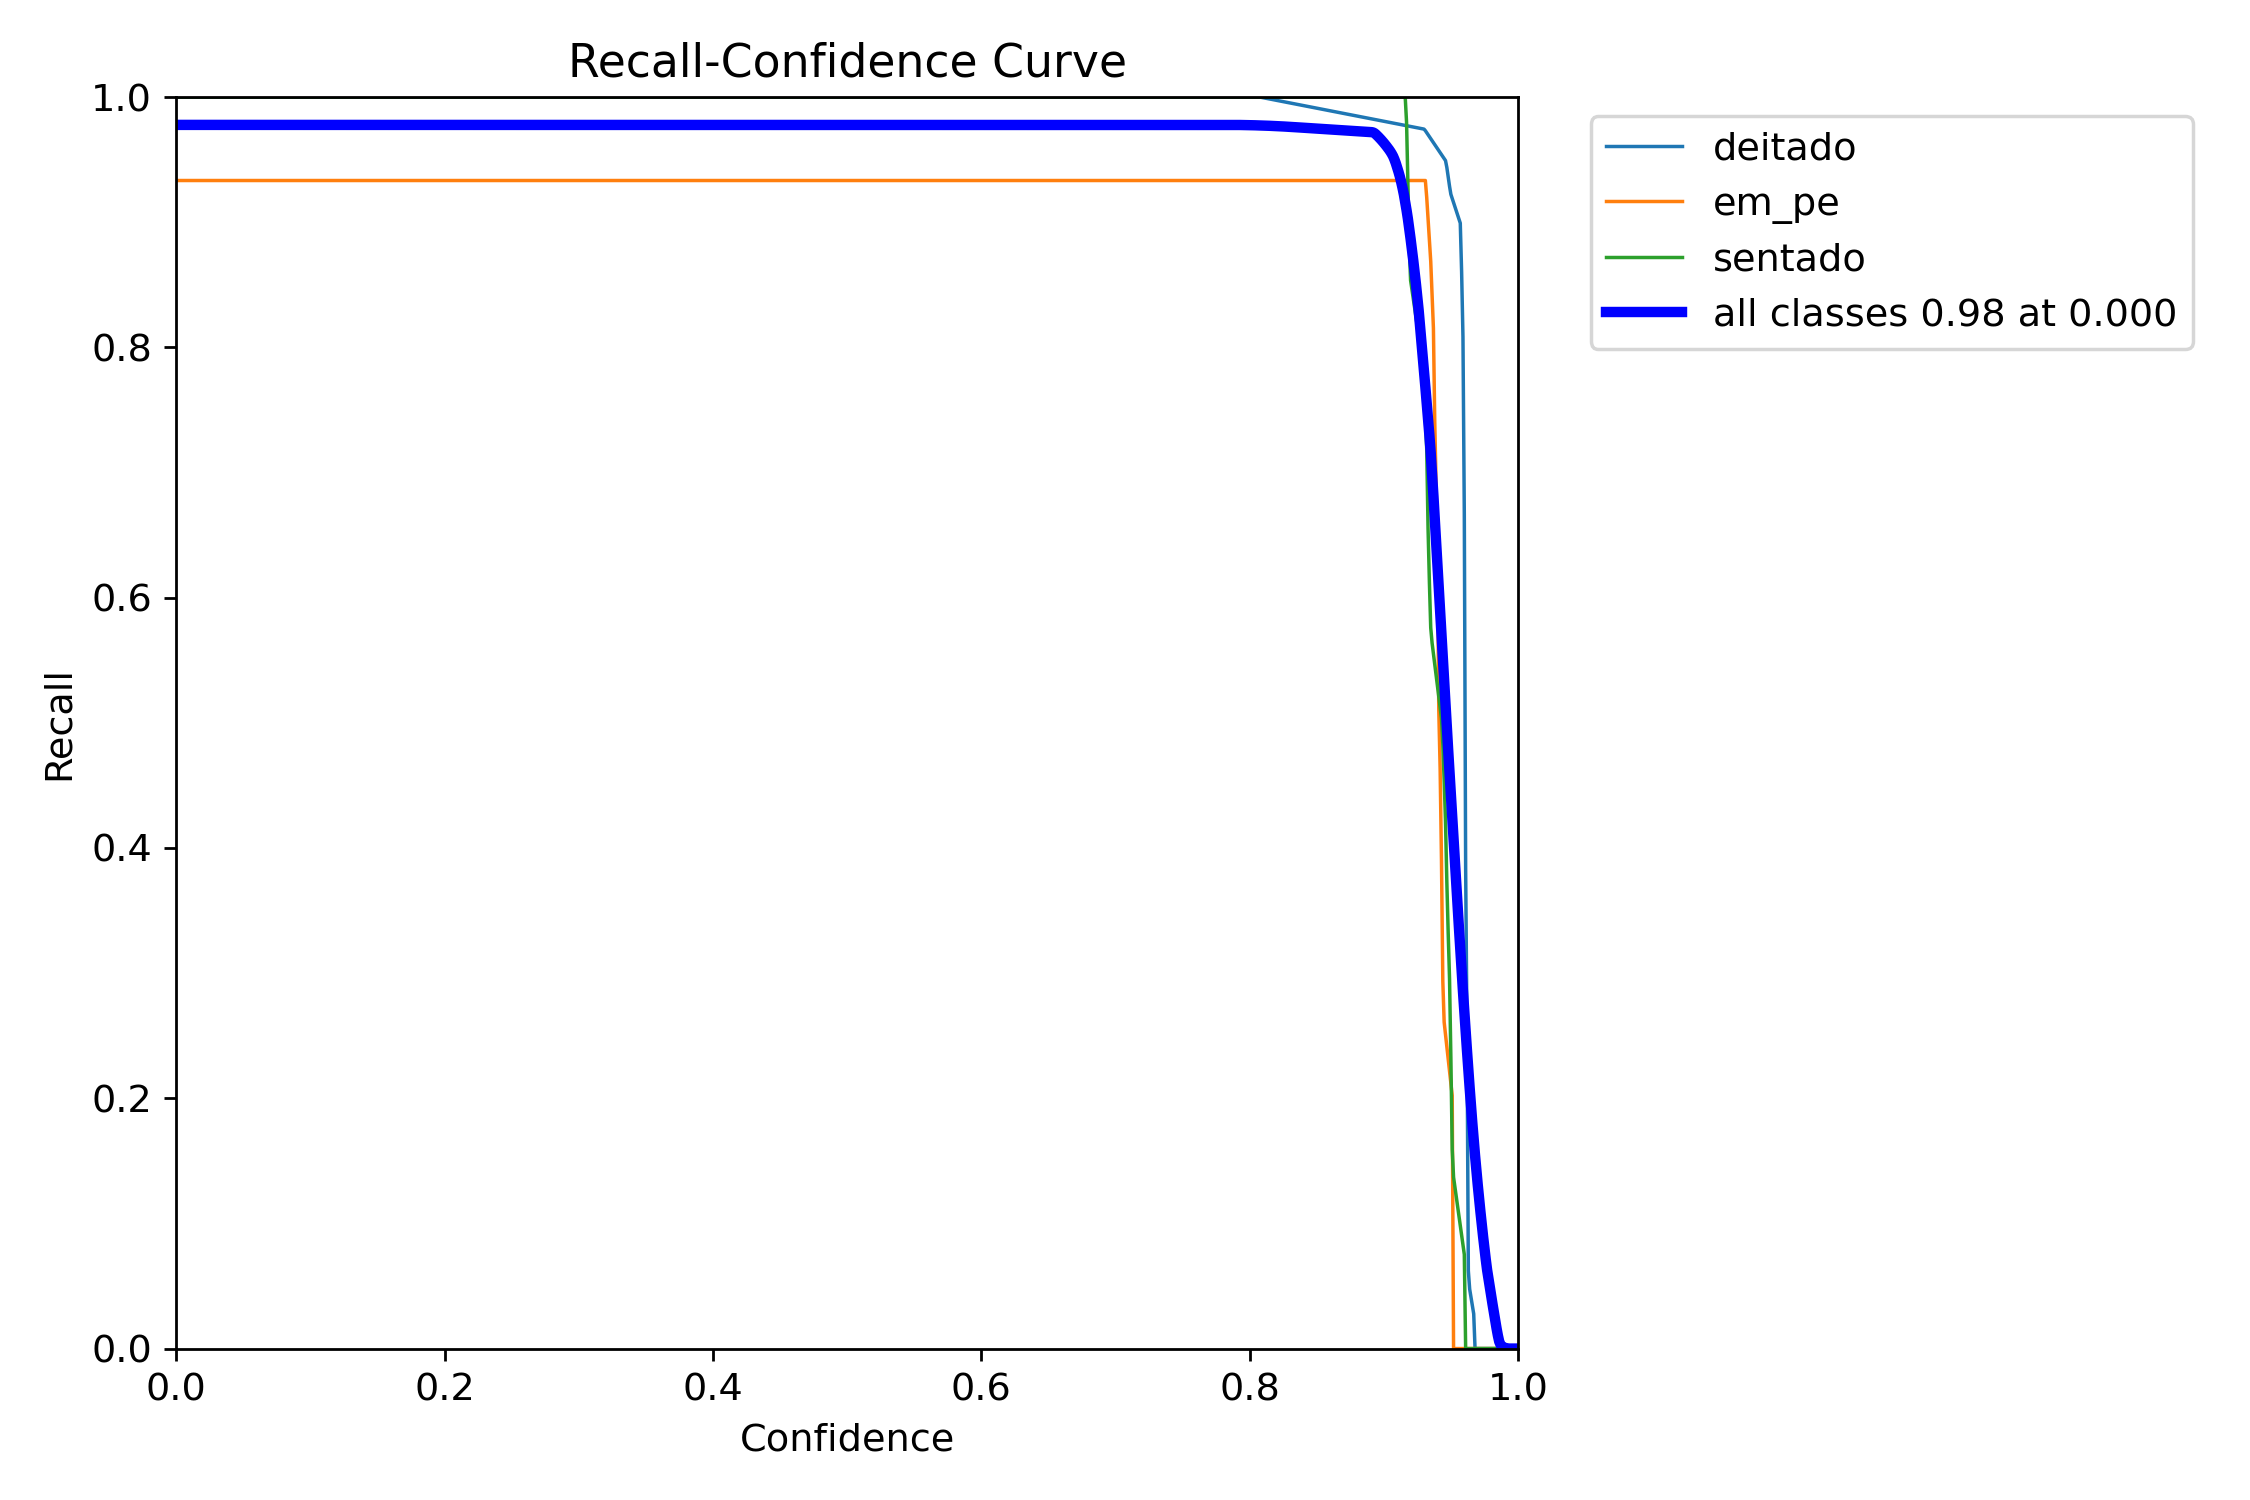 Recall-Confidence Curve
1.0
0.8
0.6
0.4
0.2
0.0
Recall
0.0 0.2 0.4 0.6 0.8 1.0
Confidence
deitado
em_pe
sentado
all classes 0.98 at 0.000